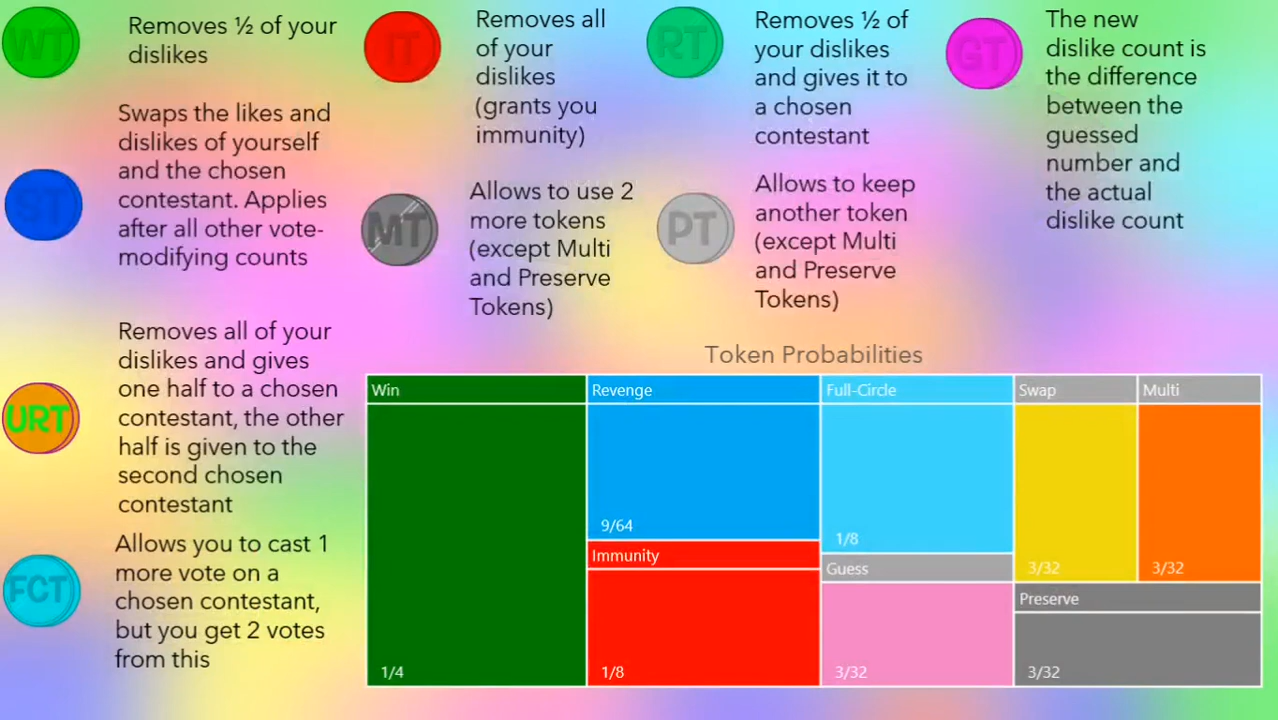 WT
Removes ½ of your
dislikes
IT
Removes all
of your
dislikes
(grants you
immunity)
RT
Removes ½ of
your dislikes
and gives it to
a chosen
contestant
GT
The new
dislike count is
the difference
between the
guessed
number and
the actual
dislike count
ST
Swaps the likes and
dislikes of yourself
and the chosen
contestant. Applies
after all other vote-
modifying counts
MT
Allows to use 2
more tokens
(except Multi
and Preserve
Tokens)
PT
Allows to keep
another token
(except Multi
and Preserve
Tokens)
URT
Removes all of your
dislikes and gives
one half to a chosen
contestant, the other
half is given to the
second chosen
contestant
FCT
Allows you to cast 1
more vote on a
chosen contestant,
but you get 2 votes
from this
Token Probabilities
Win
1/4
Revenge
9/64
Immunity
1/8
Full-Circle
1/8
Guess
3/32
Swap
3/32
Multi
3/32
Preserve
3/32